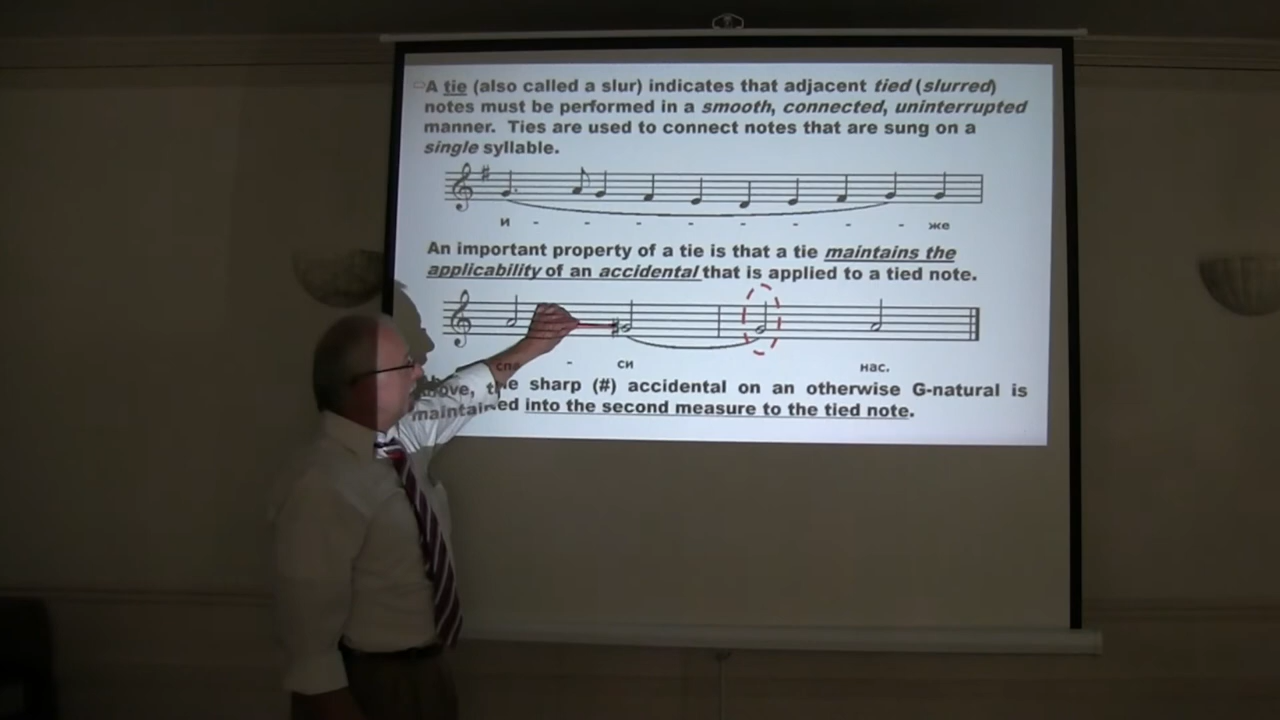 A tie (also called a slur) indicates that adjacent tied (slurred)
notes must be performed in a smooth, connected, uninterrupted
manner. Ties are used to connect notes that are sung on a
single syllable.
и - - - - - - - - же
An important property of a tie is that a tie maintains the
applicability of an accidental that is applied to a tied note.
спа - си нас.
Above, the sharp (#) accidental on an otherwise G-natural is
maintained into the second measure to the tied note.